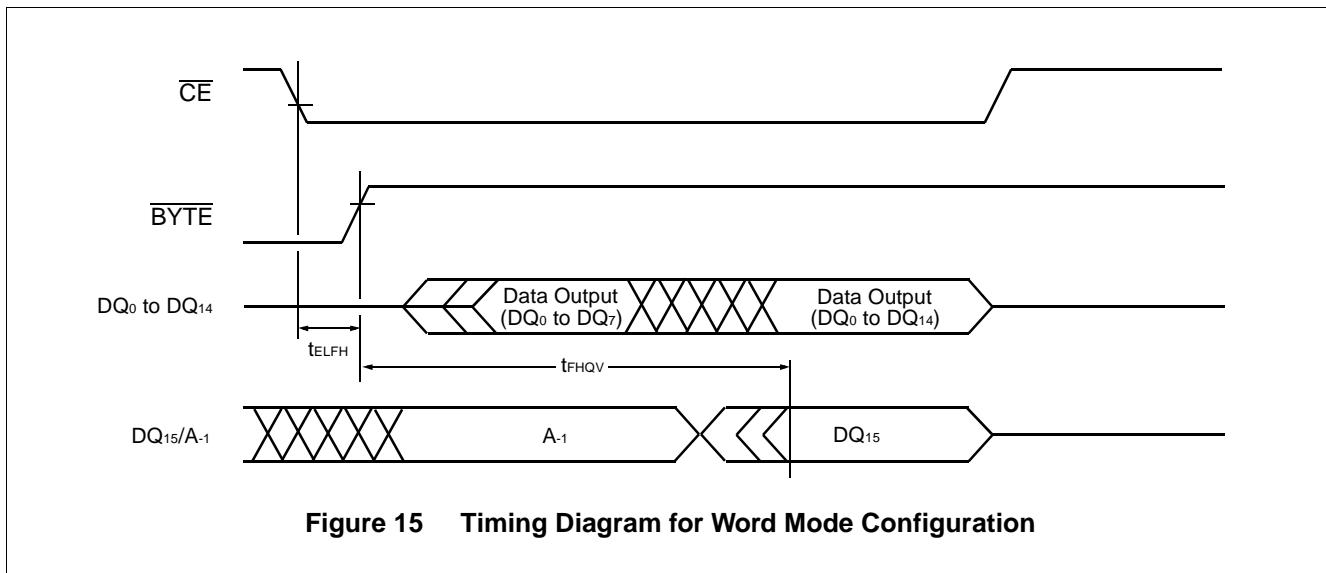 CE
BYTE
DQ0 to DQ14
Data Output
(DQ0 to DQ7)
Data Output
(DQ0 to DQ14)
tELFH
tFHQV
DQ15/A-1
A-1
DQ15
Figure 15 Timing Diagram for Word Mode Configuration